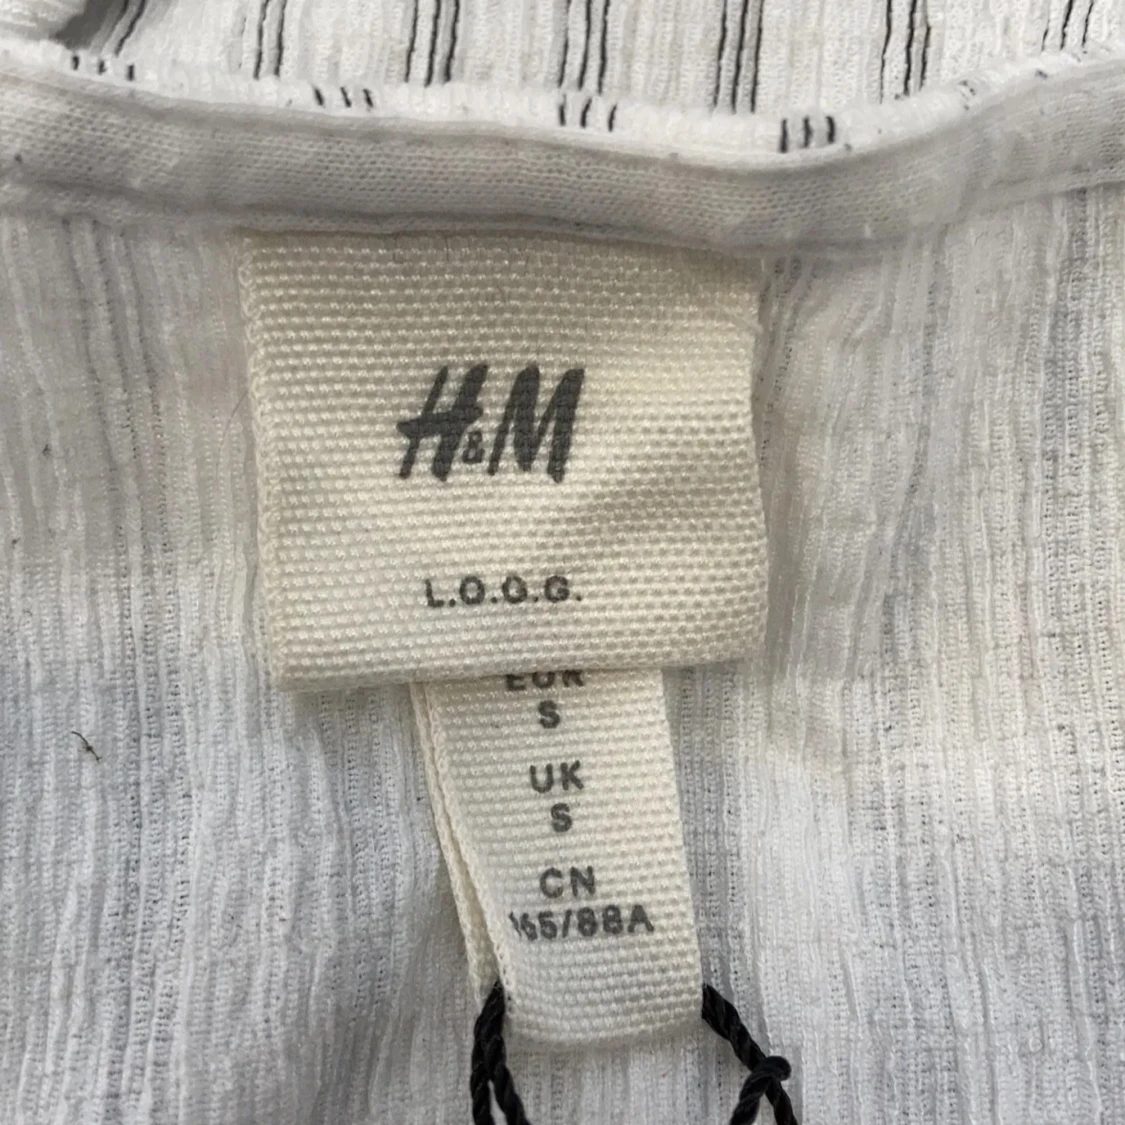 H&M
L.O.O.G.
EUR
S
UK
S
CN
165/88A